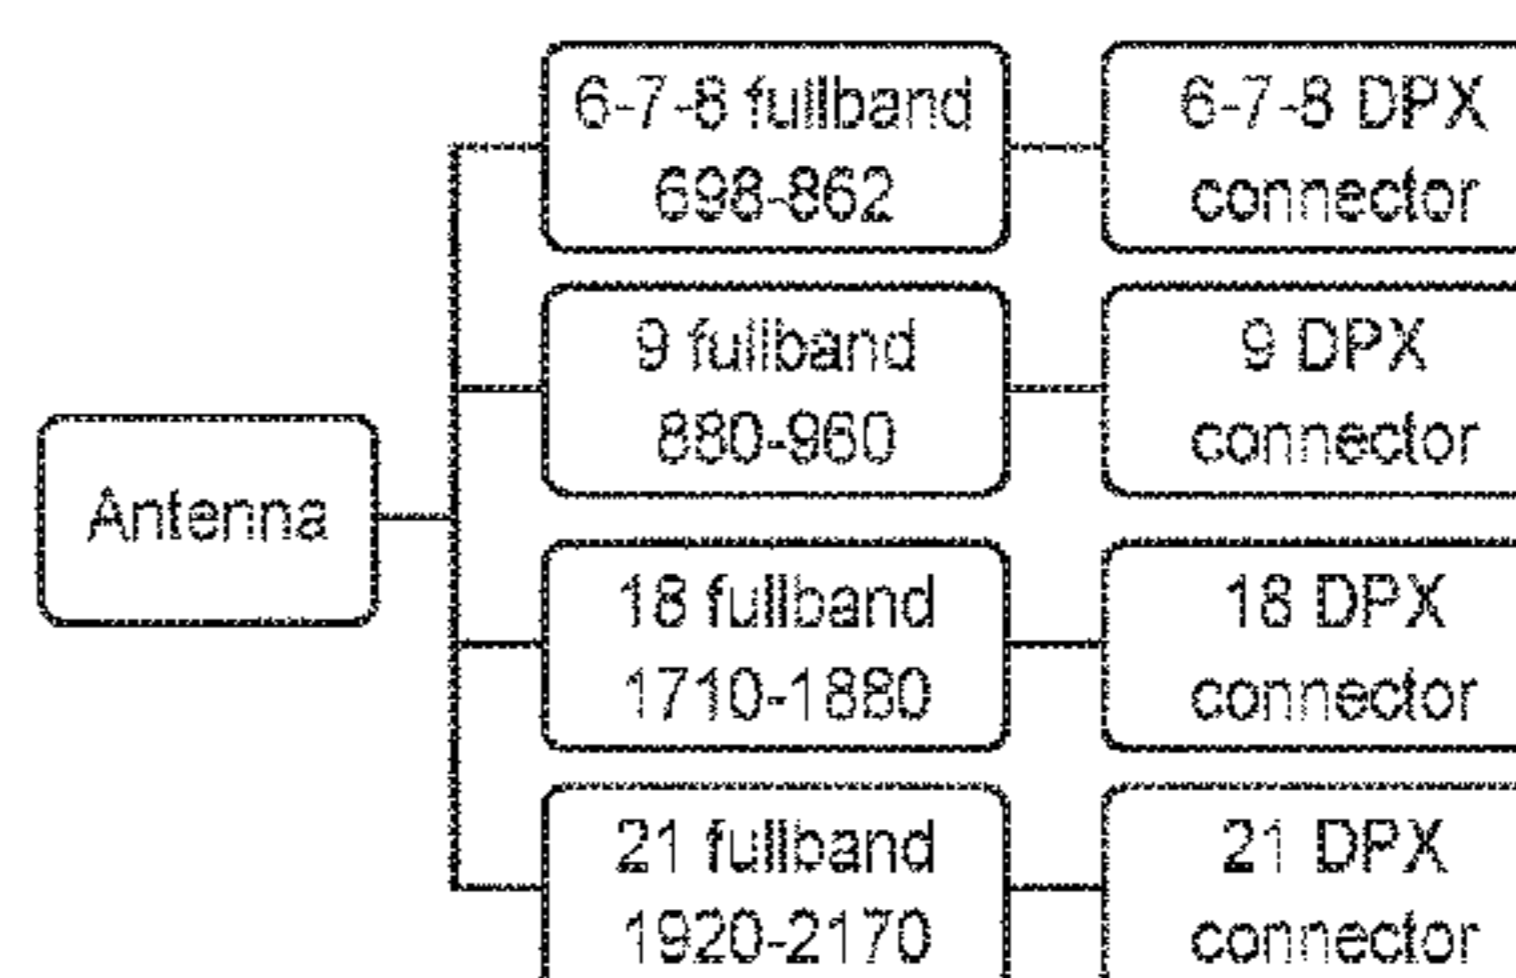 6-7-8 fullband
698-862
6-7-8 DPX
connector
9 fullband
880-960
9 DPX
connector
Antenna
18 fullband
1710-1880
18 DPX
connector
21 fullband
1920-2170
21 DPX
connector